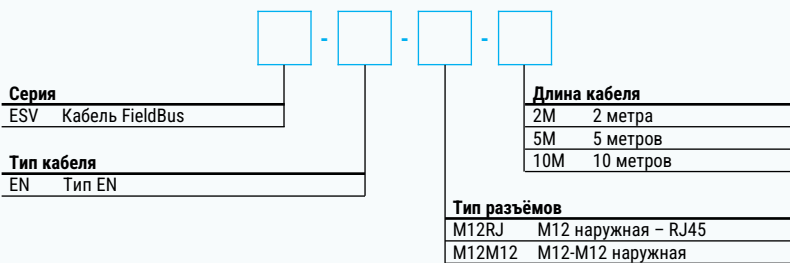 - - -
Серия
ESV Кабель FieldBus
Тип кабеля
EN Тип EN
Тип разъёмов
M12RJ M12 наружная – RJ45
M12M12 M12-M12 наружная
Длина кабеля
2M 2 метра
5M 5 метров
10M 10 метров